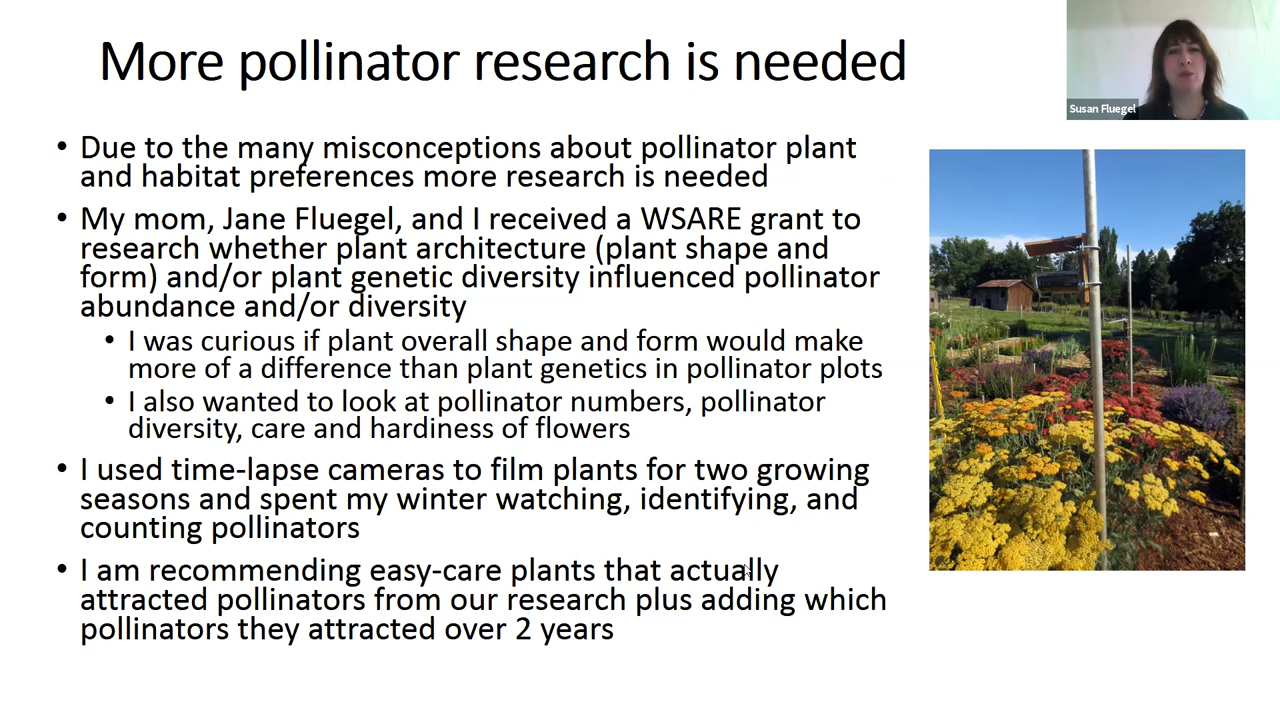 More pollinator research is needed
Susan Fluegel
• Due to the many misconceptions about pollinator plant
and habitat preferences more research is needed
• My mom, Jane Fluegel, and I received a WSARE grant to
research whether plant architecture (plant shape and
form) and/or plant genetic diversity influenced pollinator
abundance and/or diversity
• I was curious if plant overall shape and form would make
more of a difference than plant genetics in pollinator plots
• I also wanted to look at pollinator numbers, pollinator
diversity, care and hardiness of flowers
• I used time-lapse cameras to film plants for two growing
seasons and spent my winter watching, identifying, and
counting pollinators
• I am recommending easy-care plants that actually
attracted pollinators from our research plus adding which
pollinators they attracted over 2 years